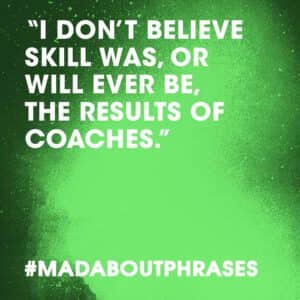 “I DON’T BELIEVE
SKILL WAS, OR
WILL EVER BE,
THE RESULTS OF
COACHES.”
#MADABOUTPHRASES